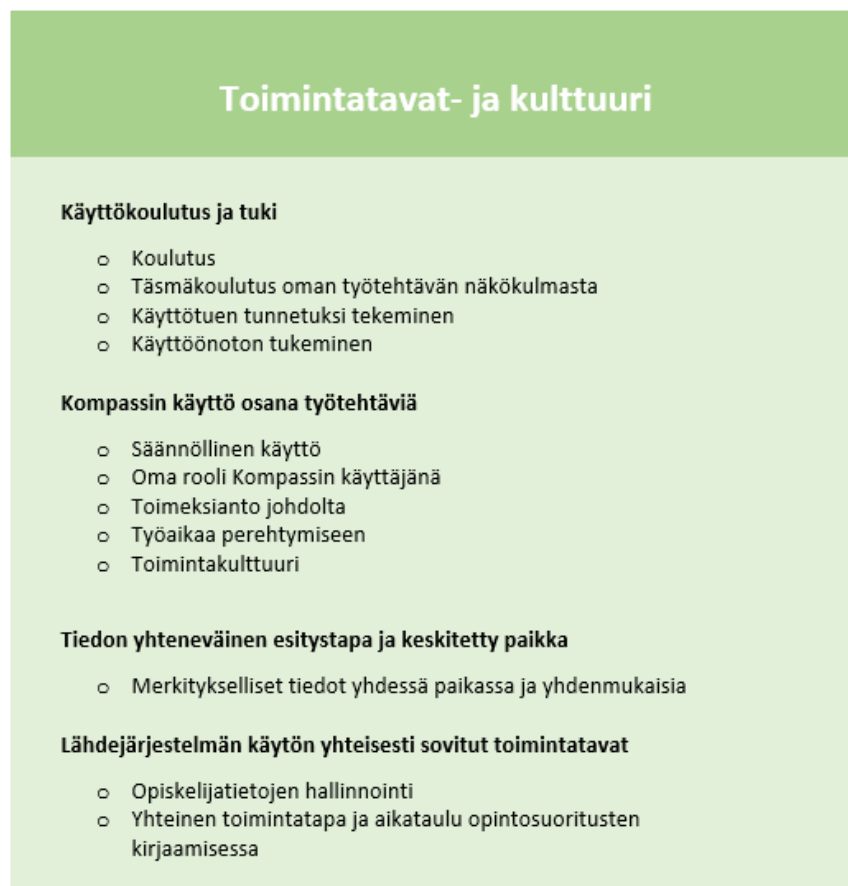 Toimintatavat- ja kulttuuri
Käyttökoulutus ja tuki
o Koulutus
o Täsmäkoulutus oman työtehtävän näkökulmasta
o Käyttötuen tunnetuksi tekeminen
o Käyttöönoton tukeminen
Kompassin käyttö osana työtehtäviä
o Säännöllinen käyttö
o Oma rooli Kompassin käyttäjänä
o Toimeksianto johdolta
o Työaikaa perehtymiseen
o Toimintakulttuuri
Tiedon yhteneväinen esitystapa ja keskitetty paikka
o Merkitykselliset tiedot yhdessä paikassa ja yhdenmukaisia
Lähdejärjestelmän käytön yhteisesti sovitut toimintatavat
o Opiskelijatietojen hallinnointi
o Yhteinen toimintatapa ja aikataulu opintosuoritusten
kirjaamisessa